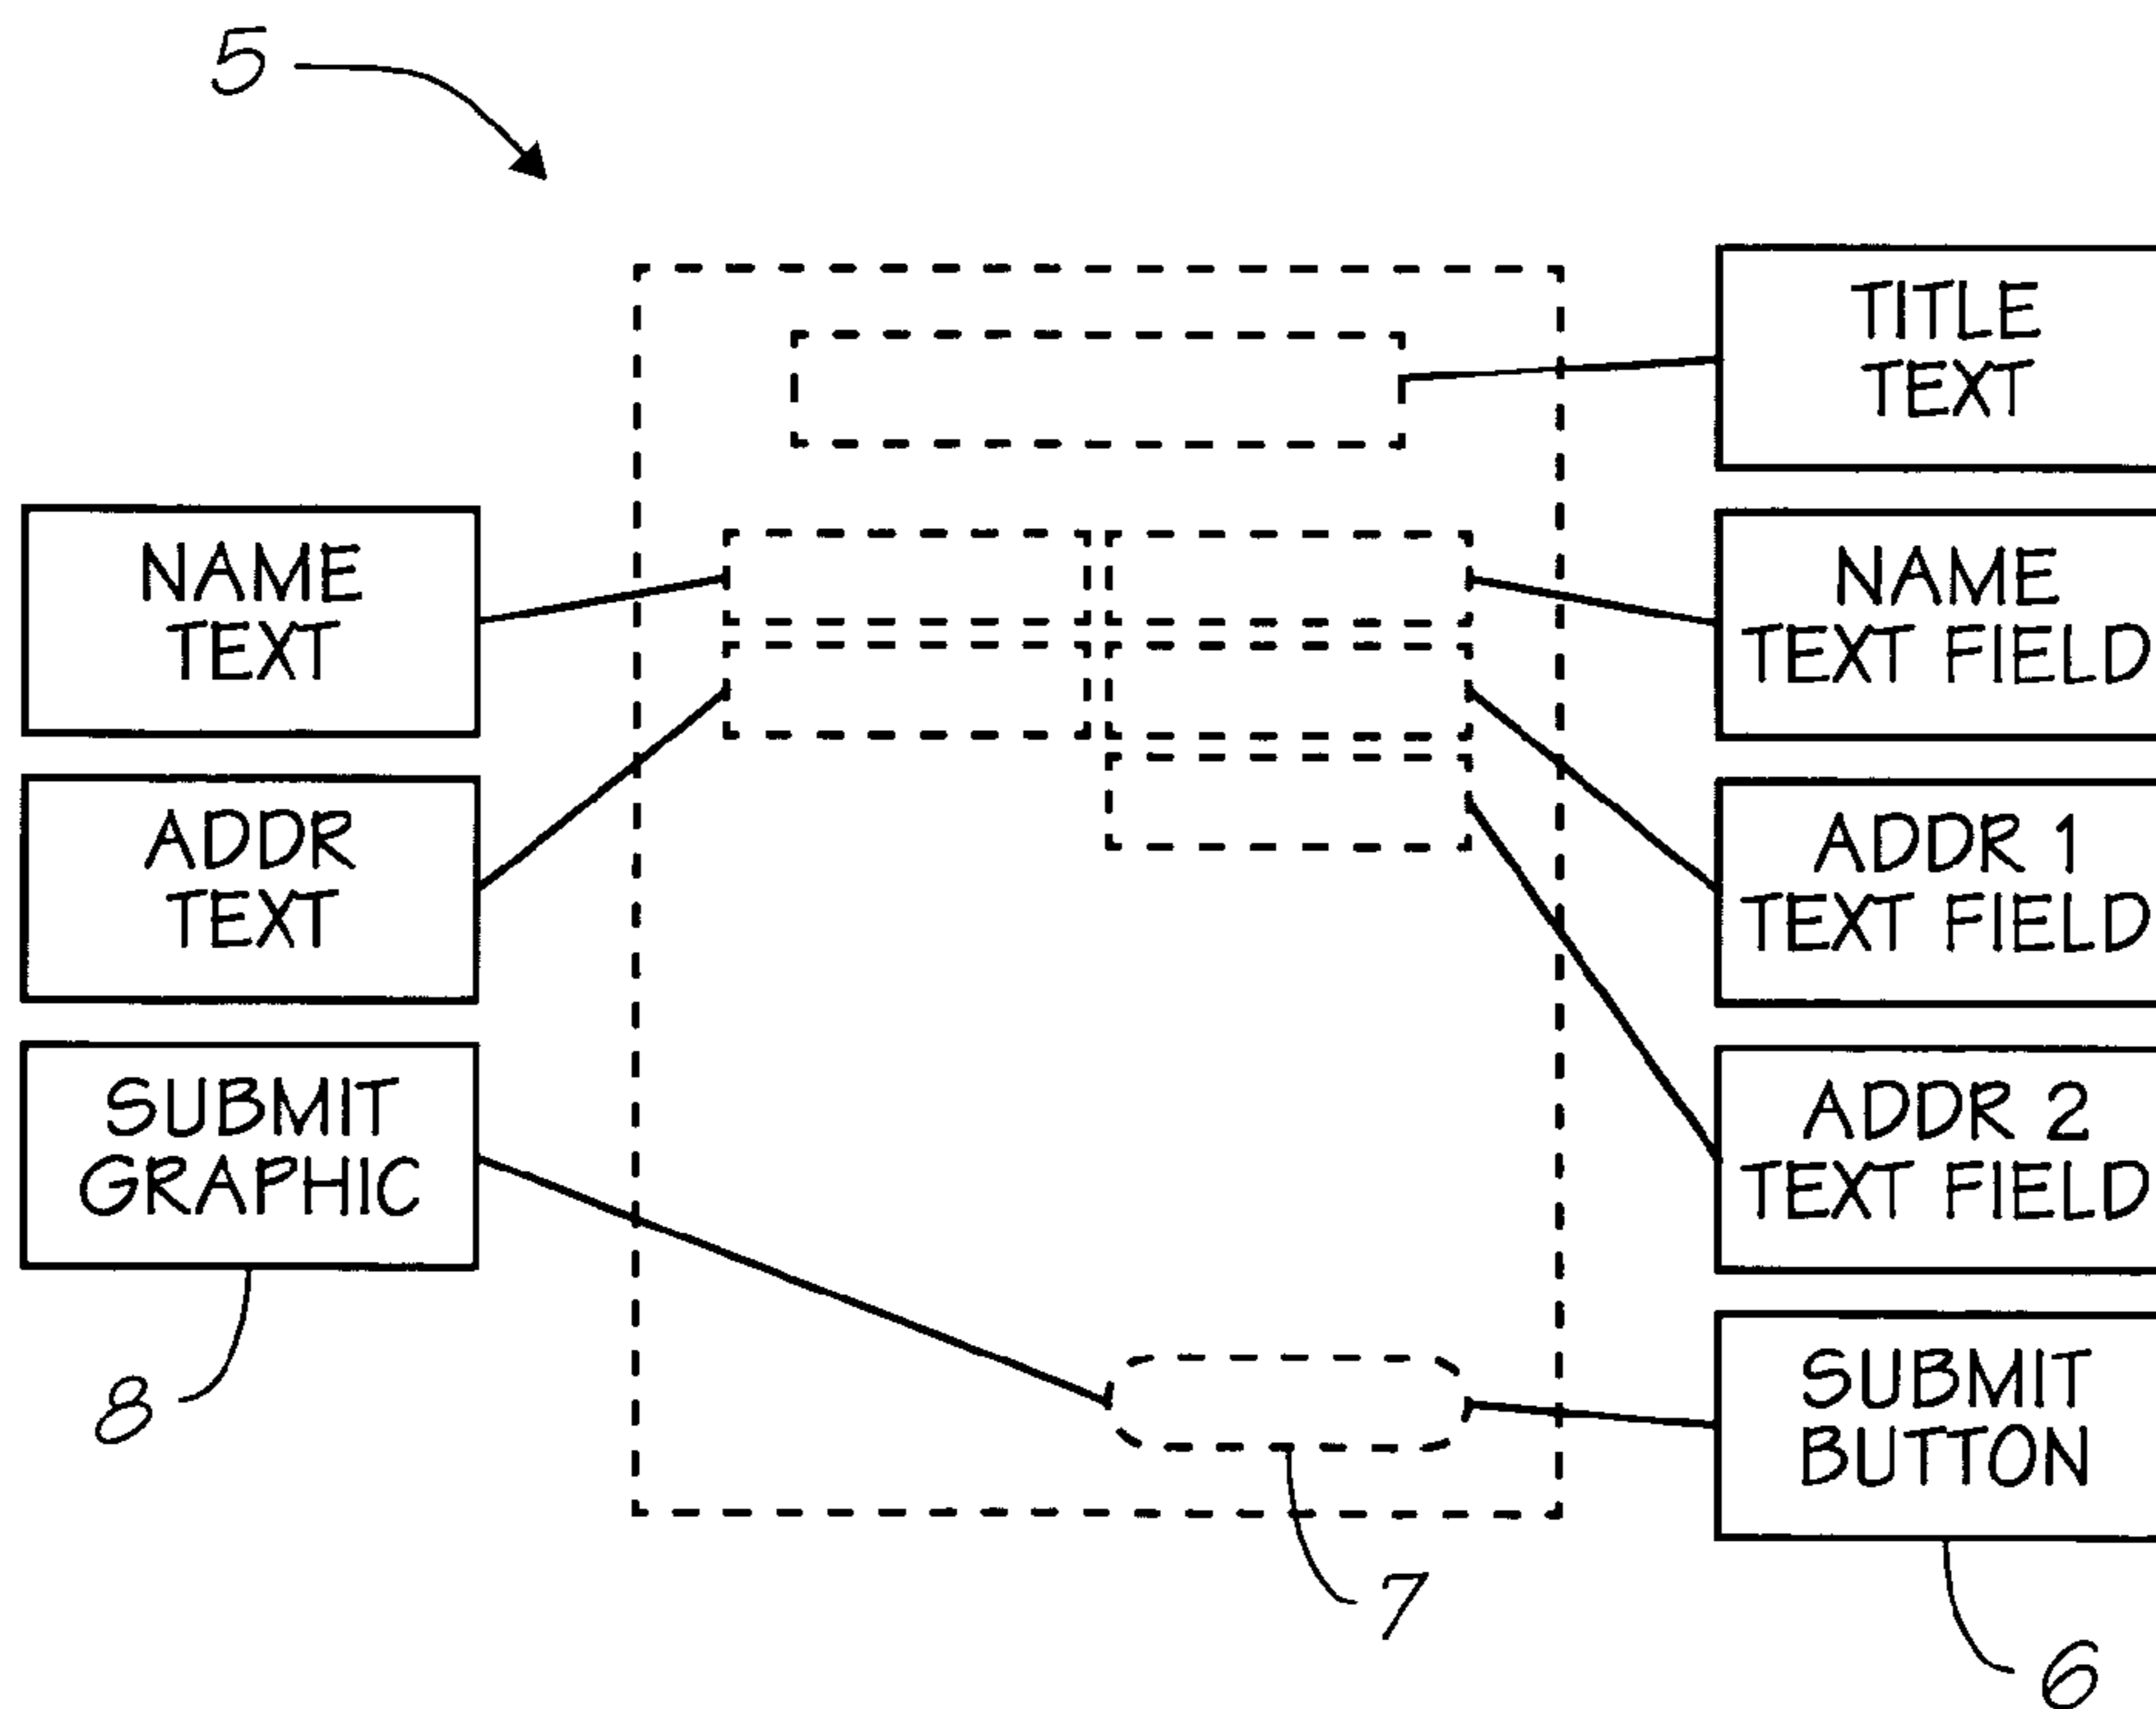 5
TITLE
TEXT
NAME
TEXT
NAME
TEXT FIELD
ADDR
TEXT
ADDR 1
TEXT FIELD
SUBMIT
GRAPHIC
ADDR 2
TEXT FIELD
SUBMIT
BUTTON
8
7
6